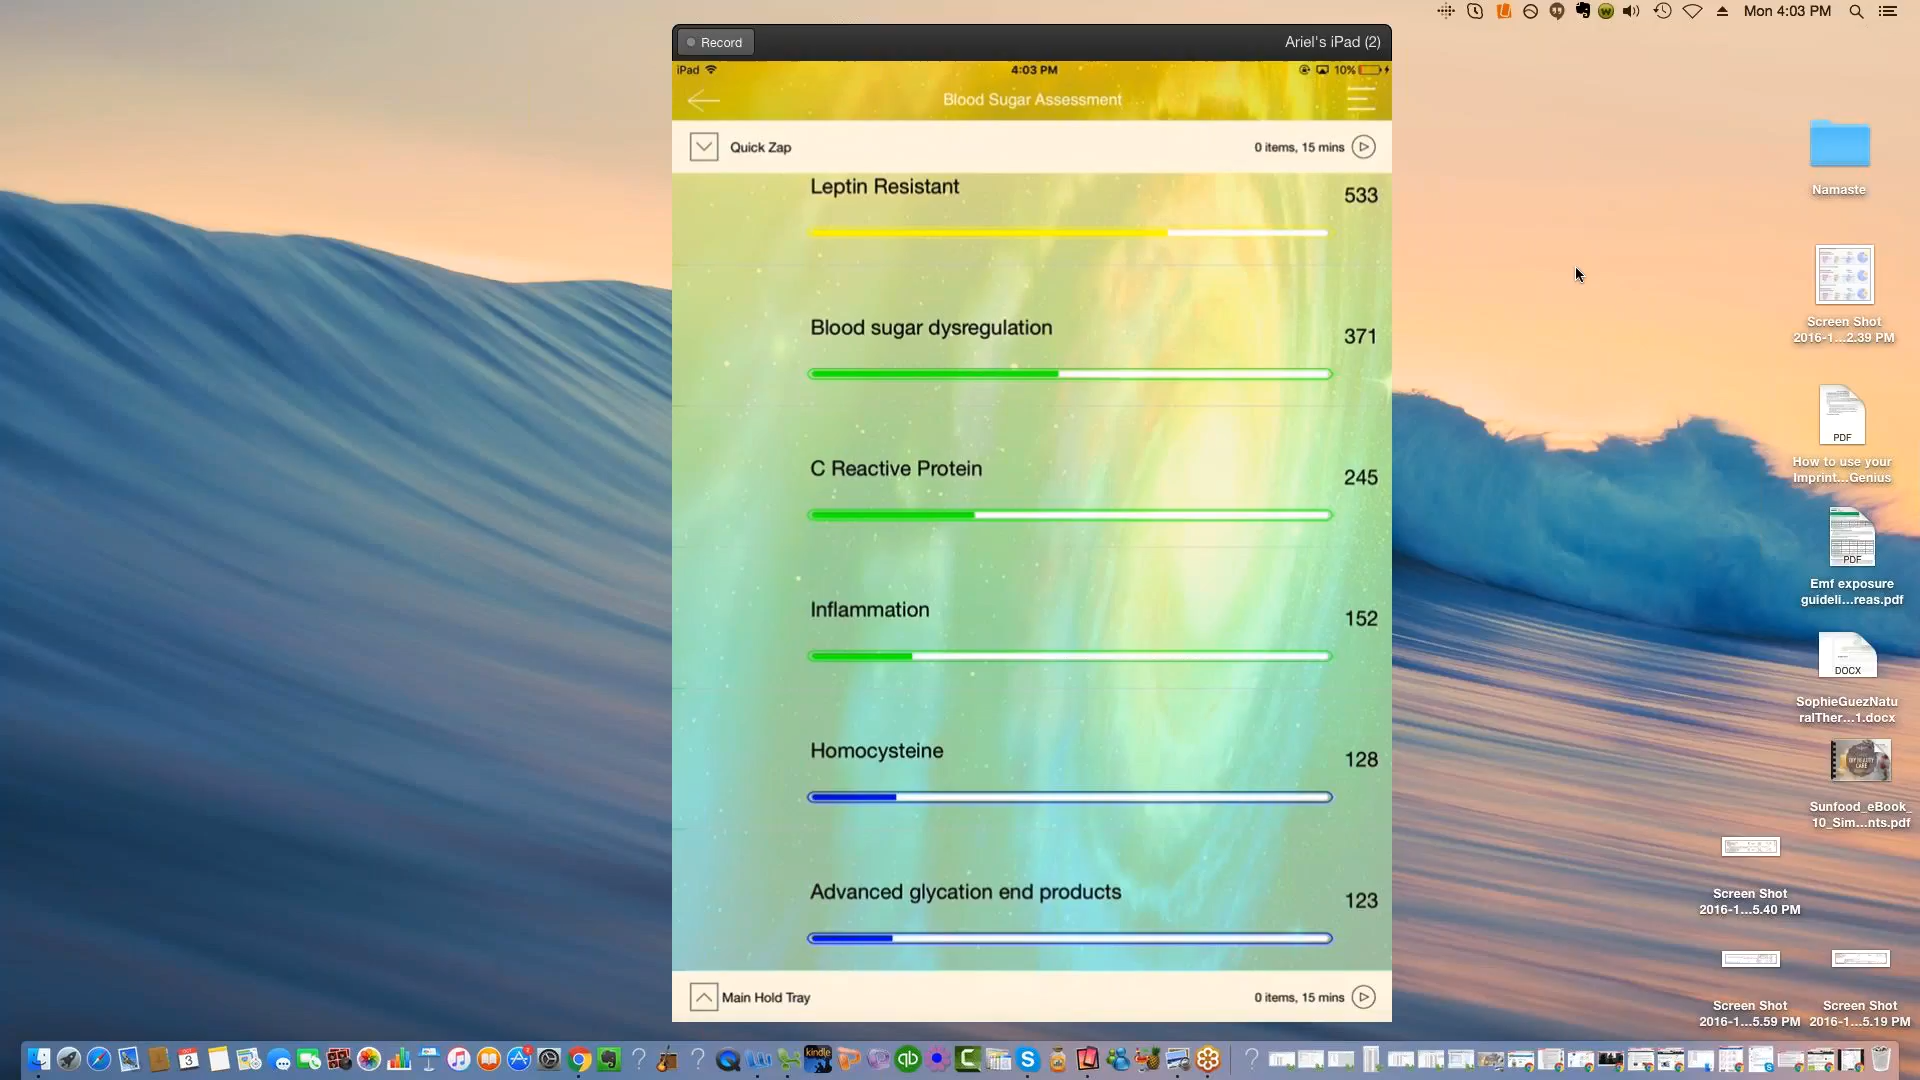 Mon 4:03 PM
Record
Ariel's iPad (2)
iPad
4:03 PM
10%
Blood Sugar Assessment
Quick Zap
0 items, 15 mins
Leptin Resistant
533
Blood sugar dysregulation
371
C Reactive Protein
245
Inflammation
152
Homocysteine
128
Advanced glycation end products
123
Main Hold Tray
0 items, 15 mins
Namaste
Screen Shot
2016-1...2.39 PM
PDF
How to use your
Imprint...Genius
PDF
Emf exposure
guideli...reas.pdf
DOCX
SophieGuezNatu
ralTher...1.docx
Sunfood_eBook_
10_Sim...nts.pdf
Screen Shot
2016-1...5.40 PM
Screen Shot
2016-1...5.59 PM
Screen Shot
2016-1...5.19 PM
3
kindle
qb